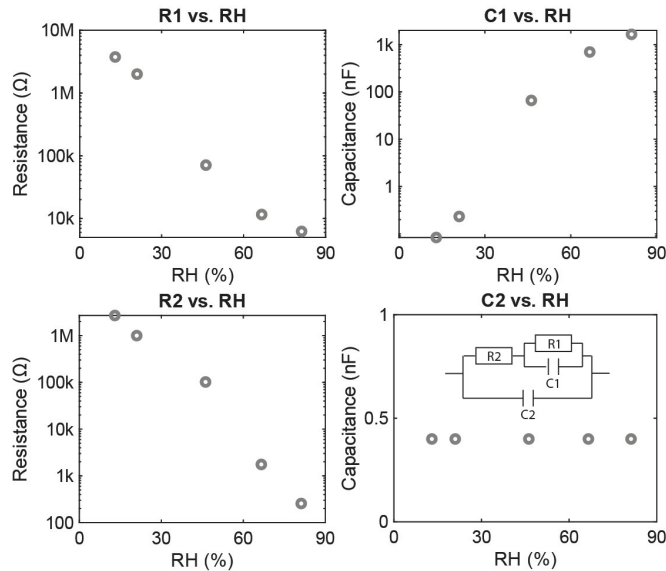 R1 vs. RH
Resistance (Ω)
10M
1M
100k
10k
0 30 60 90
RH (%)
C1 vs. RH
Capacitance (nF)
1k
100
10
1
0 30 60 90
RH (%)
R2 vs. RH
Resistance (Ω)
1M
100k
10k
1k
100
0 30 60 90
RH (%)
C2 vs. RH
Capacitance (nF)
1
0.5
0
R1
R2
C1
C2
30 60 90
RH (%)